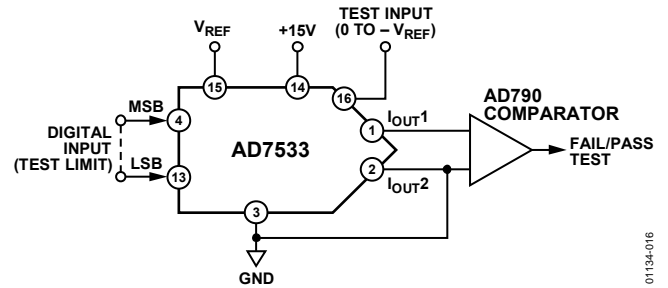 TEST INPUT
(0 TO – VREF)
VREF
+15V
15
14
16
AD790
COMPARATOR
MSB
4
1
IOUT1
DIGITAL
INPUT
(TEST LIMIT)
AD7533
FAIL/PASS
TEST
LSB
13
2
IOUT2
3
GND
01134-016